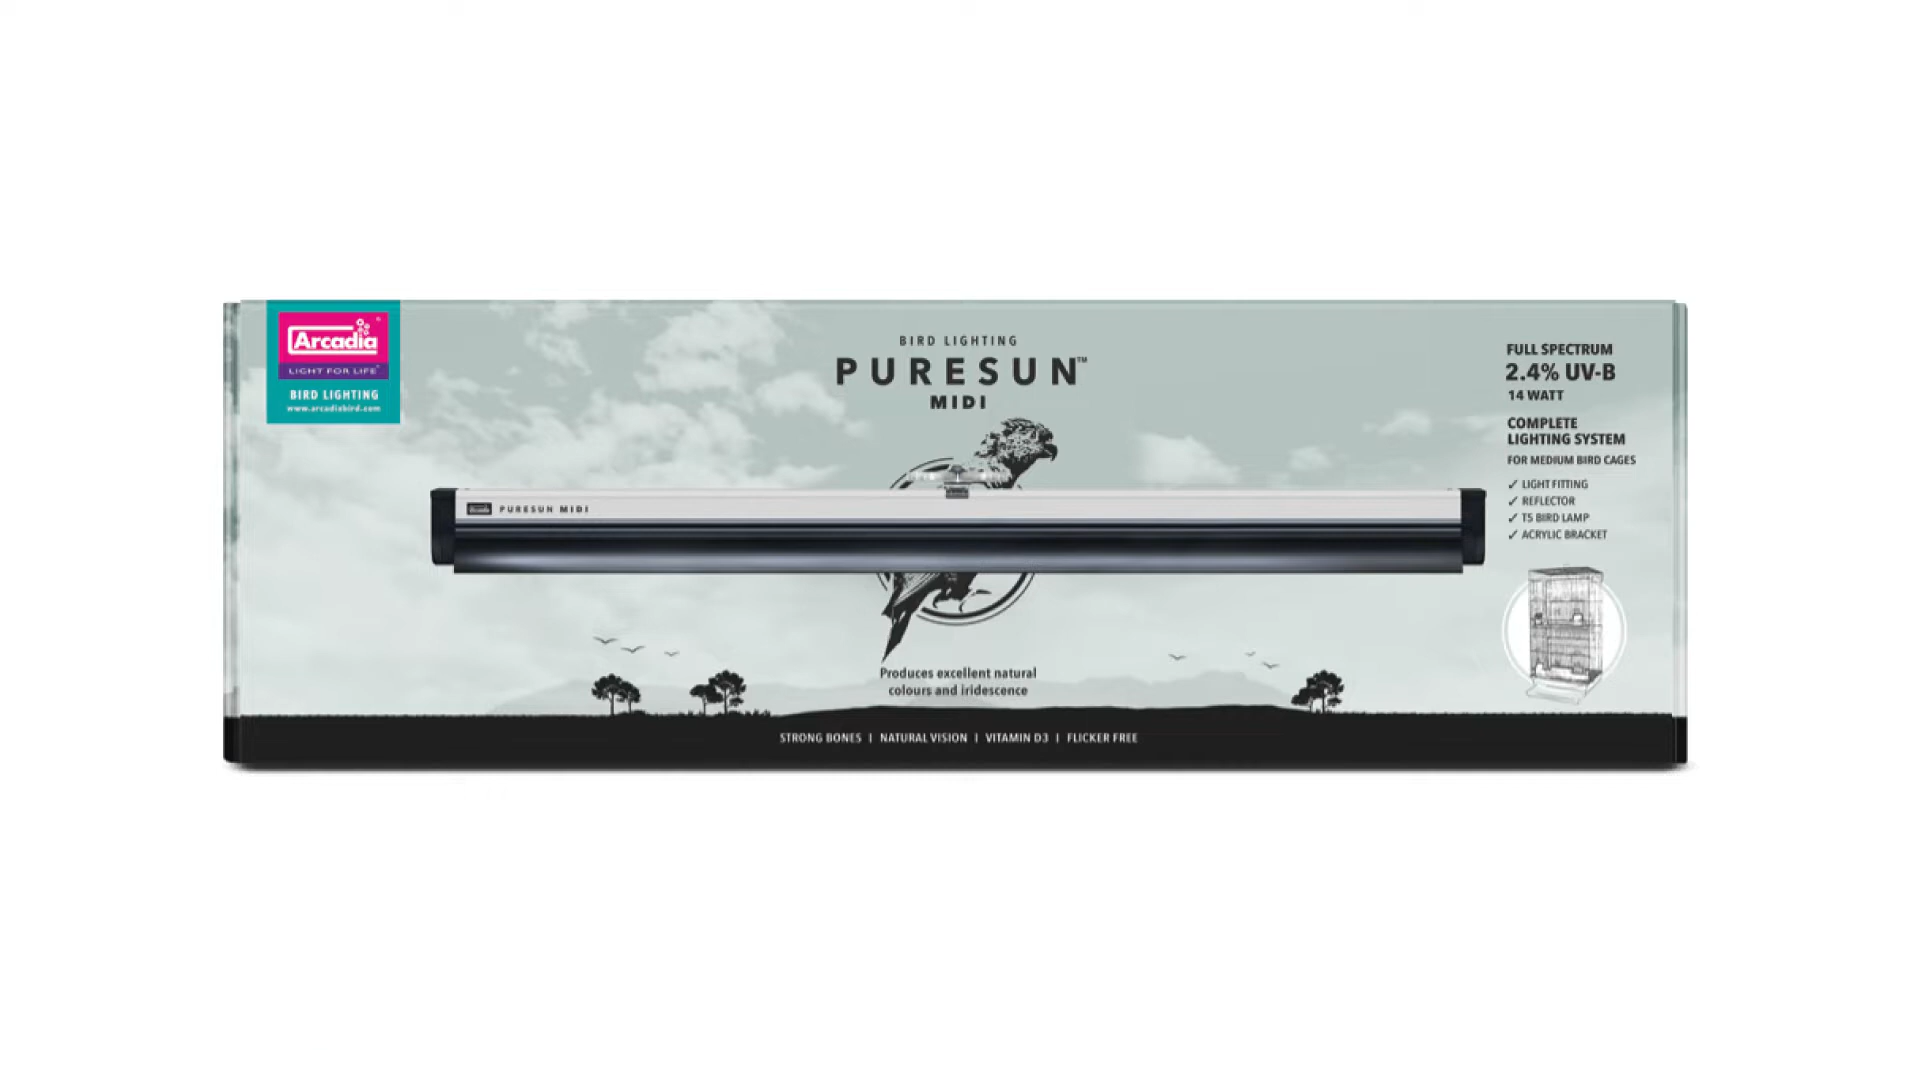 Arcadia
LIGHT FOR LIFE
BIRD LIGHTING
www.arcadiabird.com
BIRD LIGHTING
PURESUN™
MIDI
Arcadia PURESUN MIDI
Produces excellent natural
colours and iridescence
STRONG BONES | NATURAL VISION | VITAMIN D3 | FLICKER FREE
FULL SPECTRUM
2.4% UV-B
14 WATT
COMPLETE
LIGHTING SYSTEM
FOR MEDIUM BIRD CAGES
✓ LIGHT FITTING
✓ REFLECTOR
✓ T5 BIRD LAMP
✓ ACRYLIC BRACKET